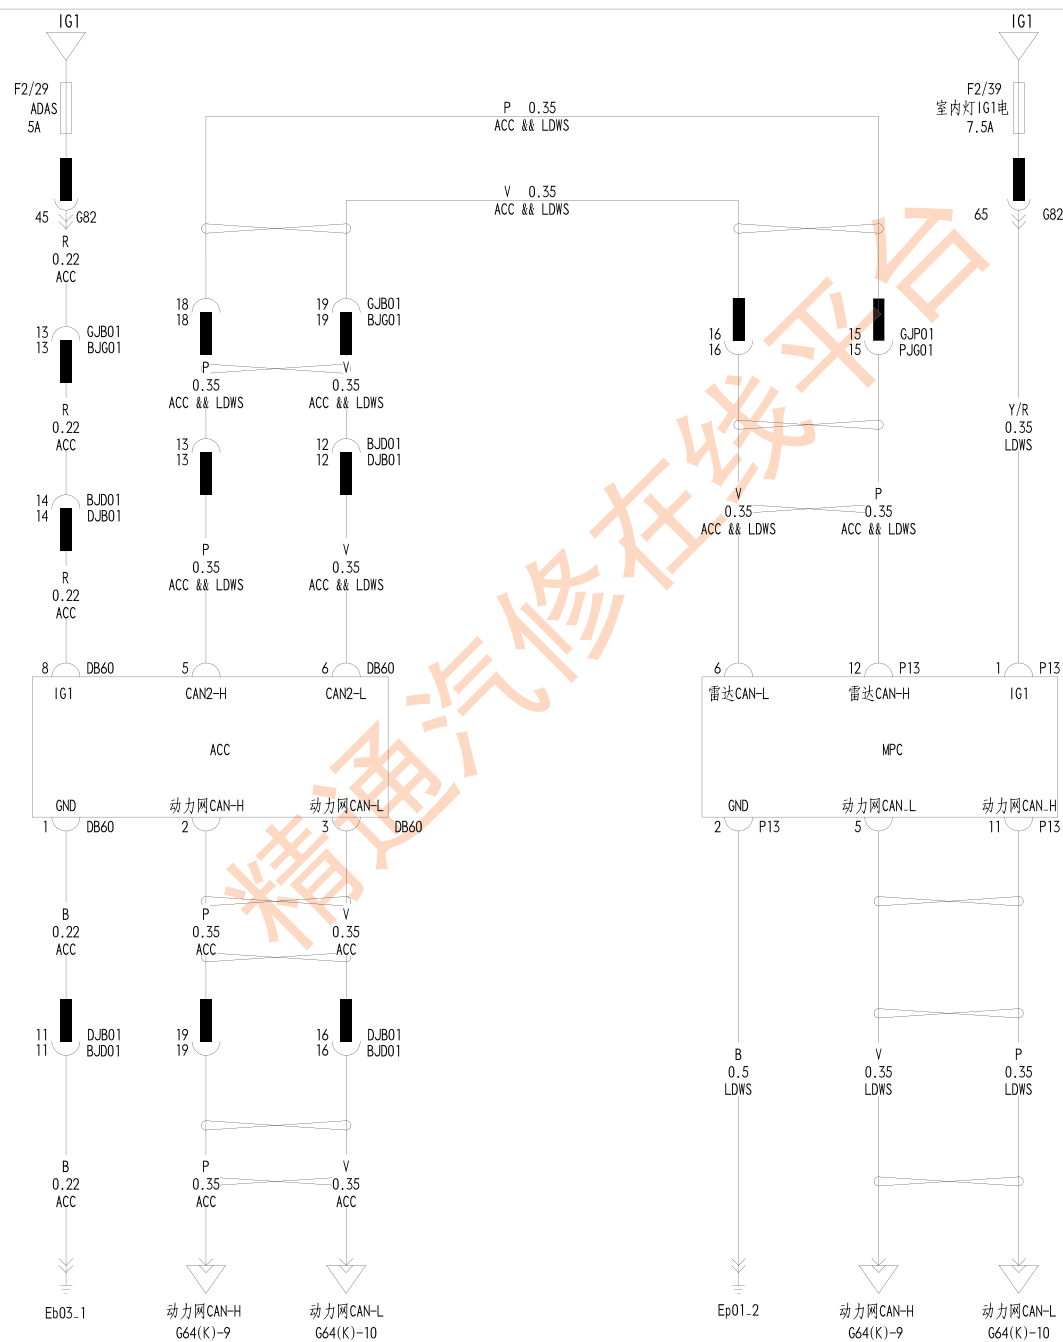 IG1
IG1
F2/29
ADAS
5A
F2/39
室内灯IG1电
7.5A
P 0.35
ACC && LDWS
V 0.35
ACC && LDWS
45
G82
65
G82
R
0.22
ACC
18
18
19
19
GJB01
BJG01
13
13
GJB01
BJG01
16
16
15
15
GJP01
PJG01
P
0.35
ACC && LDWS
V
0.35
ACC && LDWS
R
0.22
ACC
Y/R
0.35
LDWS
13
13
12
12
BJD01
DJB01
14
14
BJD01
DJB01
V
0.35
ACC && LDWS
P
0.35
ACC && LDWS
P
0.35
ACC && LDWS
V
0.35
ACC && LDWS
R
0.22
ACC
8
DB60
5
6
DB60
6
12
P13
1
P13
IG1
CAN2-H
CAN2-L
雷达CAN-L
雷达CAN-H
IG1
ACC
MPC
GND
动力网CAN-H
动力网CAN-L
GND
动力网CAN_L
动力网CAN_H
1
DB60
2
3
DB60
2
P13
5
11
P13
B
0.22
ACC
P
0.35
ACC
V
0.35
ACC
11
11
DJB01
BJD01
19
19
16
16
DJB01
BJD01
B
0.5
LDWS
V
0.35
LDWS
P
0.35
LDWS
B
0.22
ACC
P
0.35
ACC
V
0.35
ACC
Eb03_1
动力网CAN-H
G64(K)-9
动力网CAN-L
G64(K)-10
Ep01_2
动力网CAN-H
G64(K)-9
动力网CAN-L
G64(K)-10
精通汽修在线平台